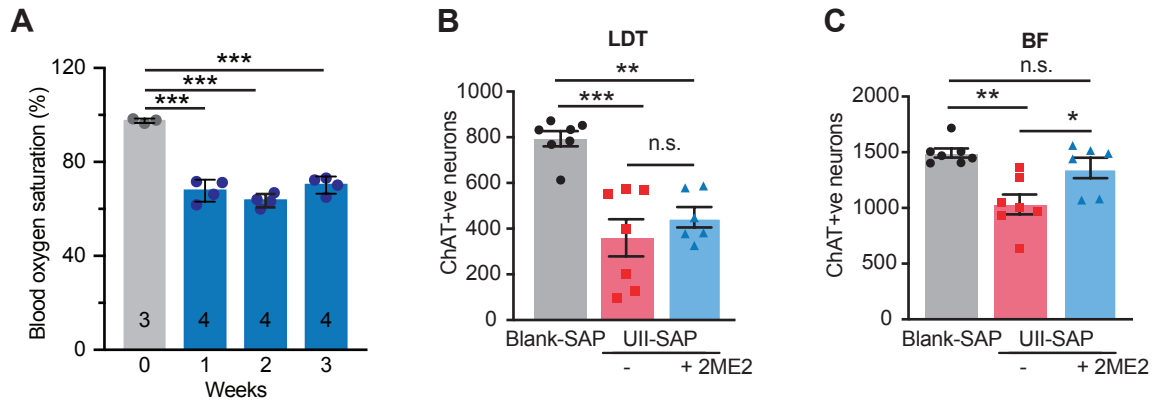 A
Blood oxygen saturation (%)
120
80
40
0
***
***
***
3
4
4
4
0 1 2 3
Weeks
B
LDT
ChAT+ve neurons
1000
800
600
400
200
0
**
***
n.s.
Blank-SAP UII-SAP
- + 2ME2
C
BF
ChAT+ve neurons
2000
1500
1000
500
0
n.s.
**
*
Blank-SAP UII-SAP
- + 2ME2